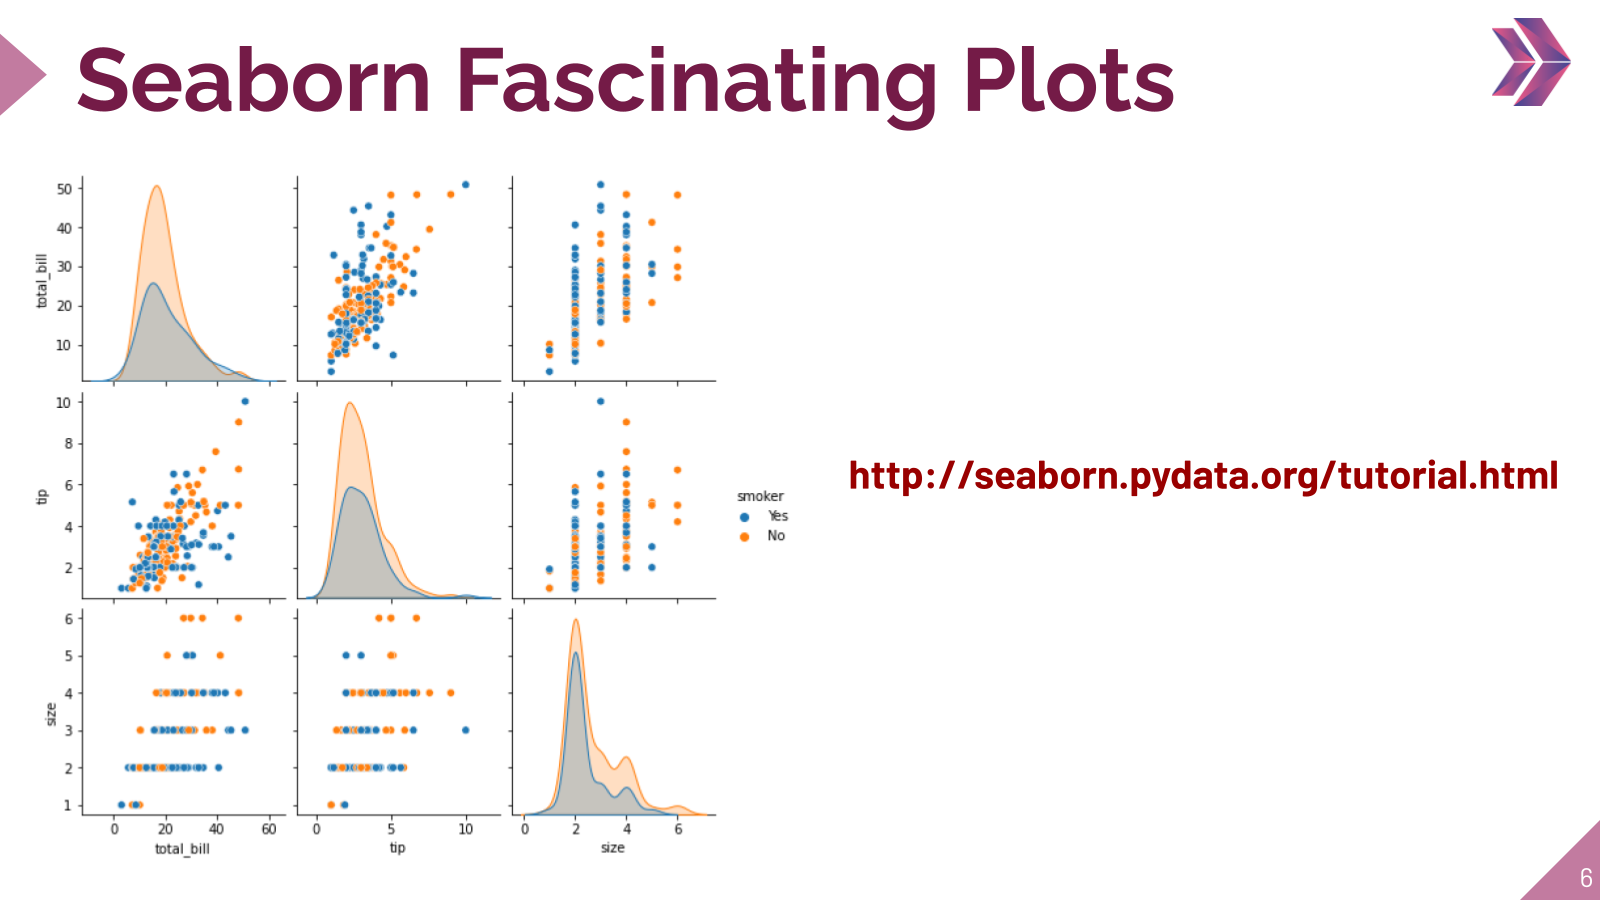 Seaborn Fascinating Plots
50
40
30
20
10
total_bill
10
8
6
4
2
tip
http://seaborn.pydata.org/tutorial.html
smoker
Yes
No
6
5
4
3
2
1
size
0 20 40 60
0 5 10
0 2 4 6
total_bill
tip
size
6